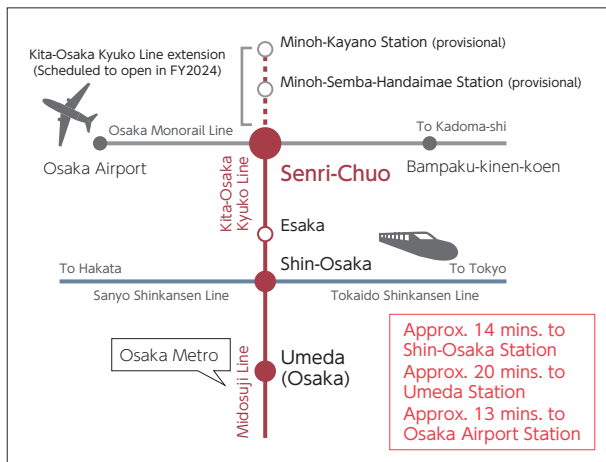 Kita-Osaka Kyuko Line extension
(Scheduled to open in FY2024)
Minoh-Kayano Station (provisional)
Minoh-Semba-Handaimae Station (provisional)
Osaka Monorail Line
To Kadoma-shi
Osaka Airport
Senri-Chuo
Bampaku-kinen-koen
Kita-Osaka
Kyuko Line
Esaka
Shin-Osaka
To Hakata
To Tokyo
Sanyo Shinkansen Line
Tokaido Shinkansen Line
Osaka Metro
Midosuji Line
Umeda
(Osaka)
Approx. 14 mins. to
Shin-Osaka Station
Approx. 20 mins. to
Umeda Station
Approx. 13 mins. to
Osaka Airport Station